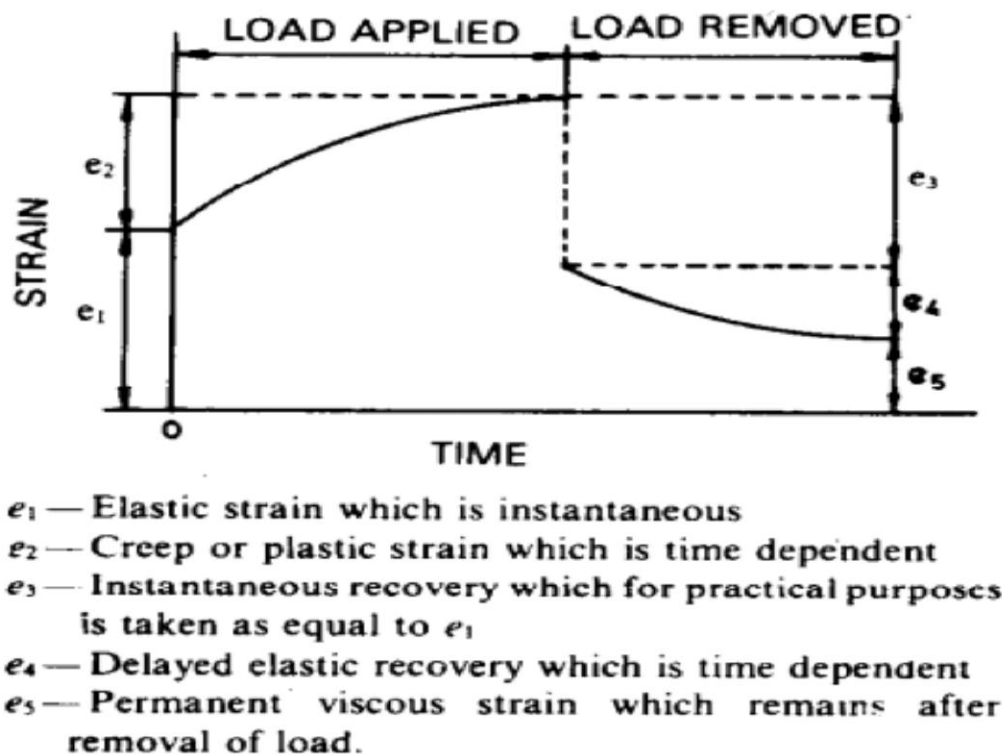 LOAD APPLIED LOAD REMOVED
e₂
e₃
STRAIN
e₁
e₄
e₅
O
TIME
e₁— Elastic strain which is instantaneous
e₂— Creep or plastic strain which is time dependent
e₃— Instantaneous recovery which for practical purposes
is taken as equal to e₁
e₄— Delayed elastic recovery which is time dependent
e₅— Permanent viscous strain which remains after
removal of load.